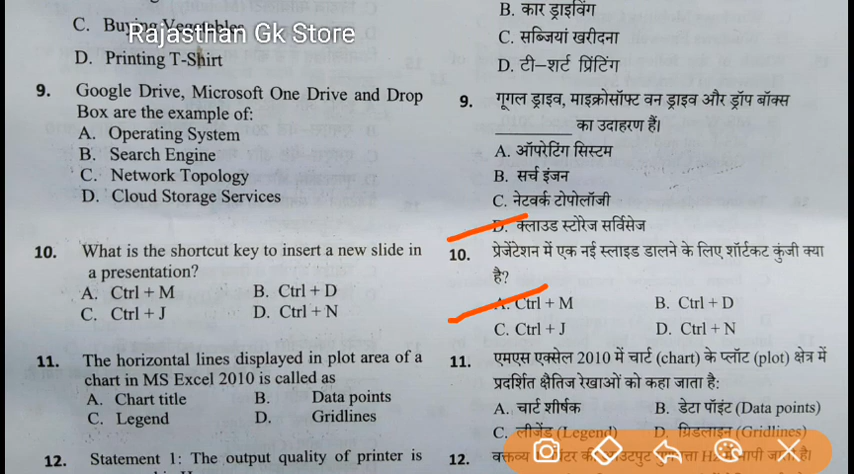 C. Buying Vegetables
Rajasthan Gk Store
D. Printing T-Shirt
9. Google Drive, Microsoft One Drive and Drop
Box are the example of:
A. Operating System
B. Search Engine
C. Network Topology
D. Cloud Storage Services
10. What is the shortcut key to insert a new slide in
a presentation?
A. Ctrl + M B. Ctrl + D
C. Ctrl + J D. Ctrl + N
11. The horizontal lines displayed in plot area of a
chart in MS Excel 2010 is called as
A. Chart title B. Data points
C. Legend D. Gridlines
12. Statement 1: The output quality of printer is
B. कार ड्राइविंग
C. सब्जियां खरीदना
D. टी–शर्ट प्रिंटिंग
9. गूगल ड्राइव, माइक्रोसॉफ्ट वन ड्राइव और ड्रॉप बॉक्स
_________ का उदाहरण हैं।
A. ऑपरेटिंग सिस्टम
B. सर्च इंजन
C. नेटवर्क टोपोलॉजी
D. क्लाउड स्टोरेज सर्विसेज
10. प्रेजेंटेशन में एक नई स्लाइड डालने के लिए शॉर्टकट कुंजी क्या
है?
A. Ctrl + M B. Ctrl + D
C. Ctrl + J D. Ctrl + N
11. एमएस एक्सेल 2010 में चार्ट (chart) के प्लॉट (plot) क्षेत्र में
प्रदर्शित क्षैतिज रेखाओं को कहा जाता है:
A. चार्ट शीर्षक B. डेटा पॉइंट (Data points)
C. लीजेंड (Legend) D. ग्रिडलाइन (Gridlines)
12.